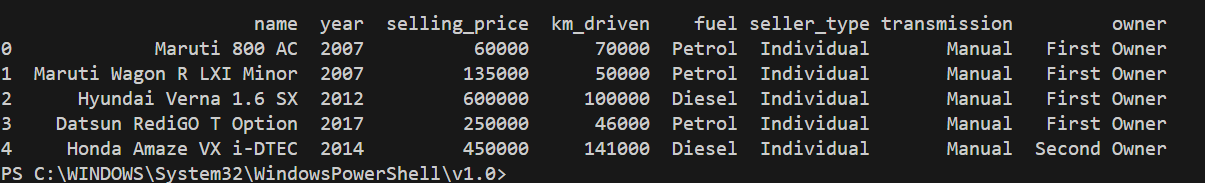 name  year  selling_price  km_driven    fuel seller_type transmission         owner
0             Maruti 800 AC  2007          60000      70000  Petrol  Individual       Manual   First Owner
1  Maruti Wagon R LXI Minor  2007         135000      50000  Petrol  Individual       Manual   First Owner
2      Hyundai Verna 1.6 SX  2012         600000     100000  Diesel  Individual       Manual   First Owner
3    Datsun RediGO T Option  2017         250000      46000  Petrol  Individual       Manual   First Owner
4     Honda Amaze VX i-DTEC  2014         450000     141000  Diesel  Individual       Manual  Second Owner
PS C:\WINDOWS\System32\WindowsPowerShell\v1.0>